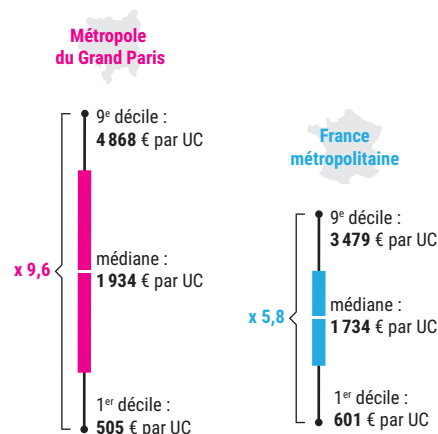 Métropole
du Grand Paris
9e décile :
4 868 € par UC
x 9,6
médiane :
1 934 € par UC
1er décile :
505 € par UC
France
métropolitaine
9e décile :
3 479 € par UC
x 5,8
médiane :
1 734 € par UC
1er décile :
601 € par UC